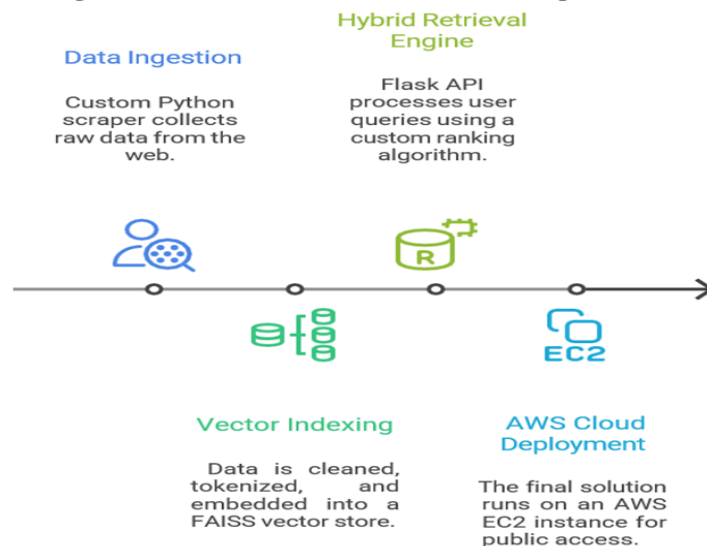 Data Ingestion
Custom Python
scraper collects
raw data from the
web.
Hybrid Retrieval
Engine
Flask API
processes user
queries using a
custom ranking
algorithm.
R
EC2
Vector Indexing
Data is cleaned,
tokenized, and
embedded into a
FAISS vector store.
AWS Cloud
Deployment
The final solution
runs on an AWS
EC2 instance for
public access.